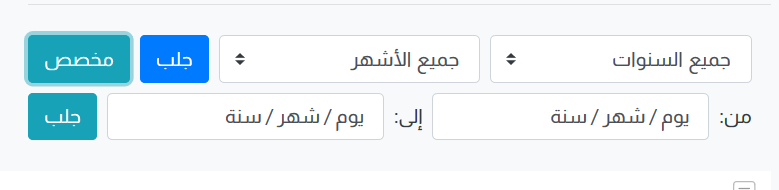 جميع السنوات جميع الأشهر جلب مخصص
من: يوم / شهر / سنة إلى: يوم / شهر / سنة جلب